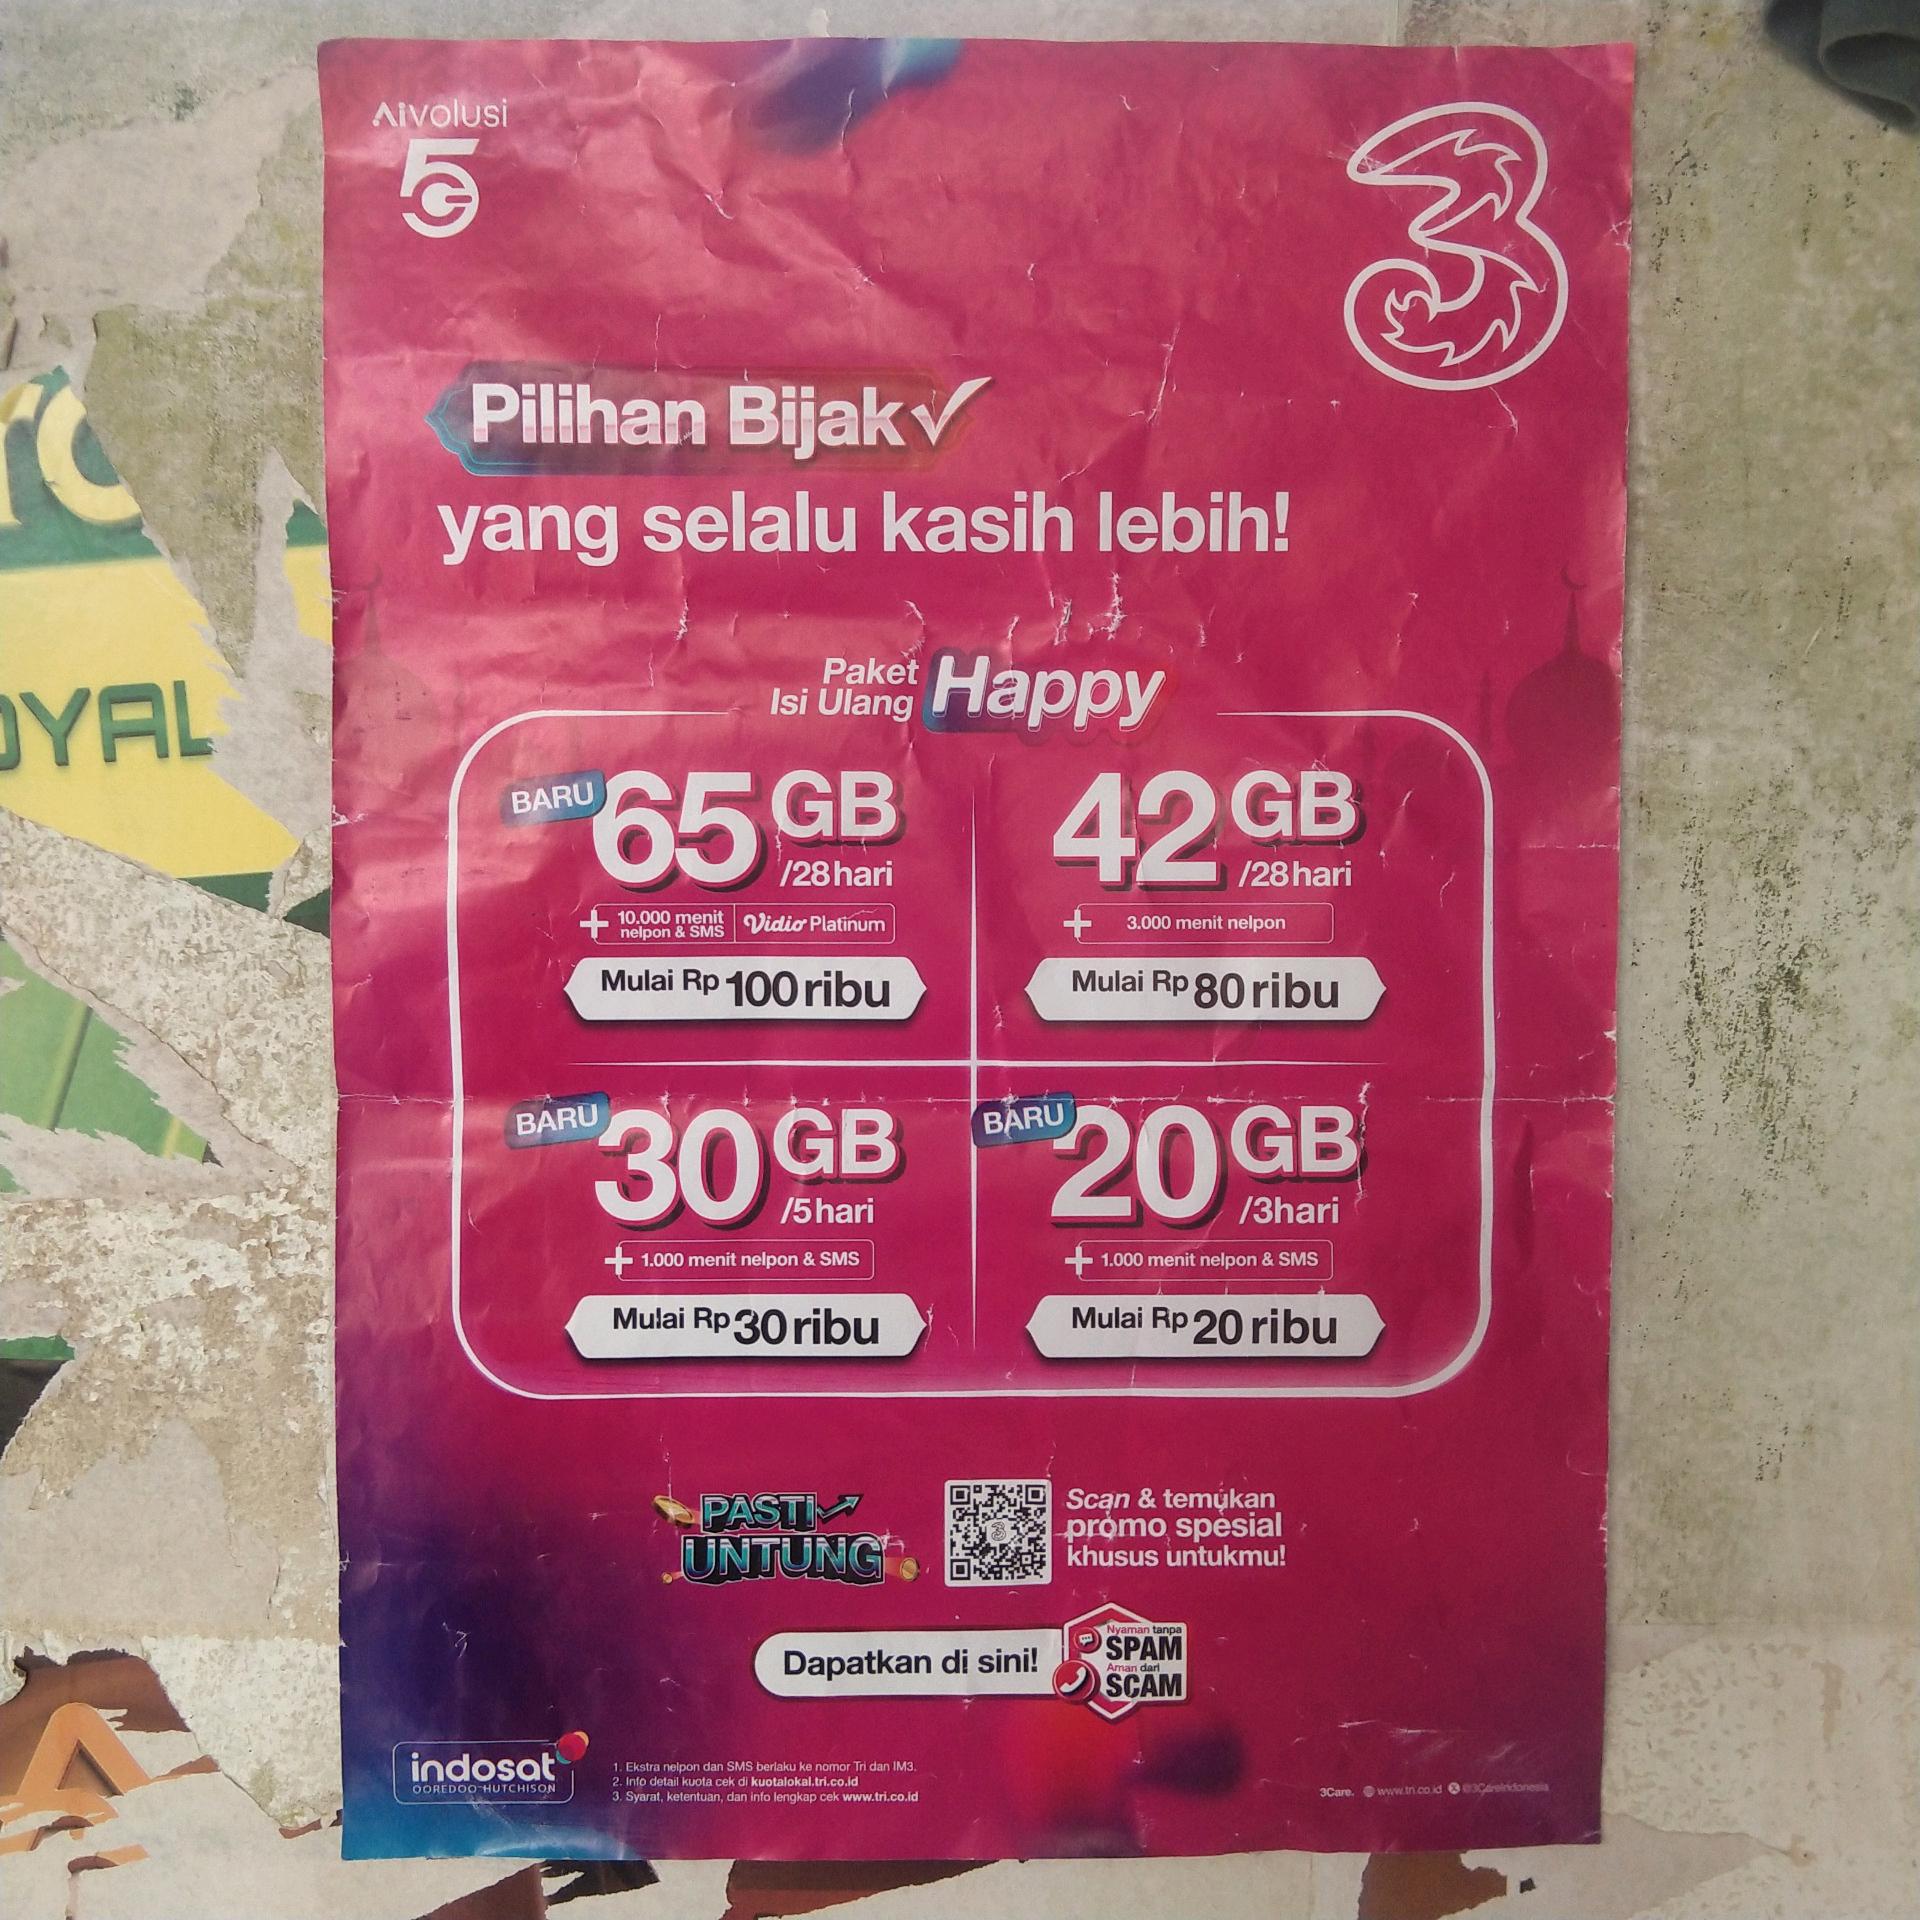 Aivolusi
5G
3
Pilihan Bijak
yang selalu kasih lebih!
Paket
Isi Ulang Happy
BARU 65 GB
/28 hari
+ 10.000 menit
nelpon & SMS
Vidio Platinum
Mulai Rp 100 ribu
42 GB
/28 hari
+ 3.000 menit nelpon
Mulai Rp 80 ribu
BARU 30 GB
/5 hari
+ 1.000 menit nelpon & SMS
Mulai Rp 30 ribu
BARU 20 GB
/3 hari
+ 1.000 menit nelpon & SMS
Mulai Rp 20 ribu
PASTI
UNTUNG
Scan & temukan
promo spesial
khusus untukmu!
Dapatkan di sini!
Nyaman tanpa
SPAM
Aman dari
SCAM
indosat
OOREDOO HUTCHISON
1. Ekstra nelpon dan SMS berlaku ke nomor Tri dan IM3.
2. Info detail kuota cek di kuotalokal.tri.co.id
3. Syarat, ketentuan, dan info lengkap cek www.tri.co.id
3Care. www.tri.co.id @3CareIndonesia
OYAL